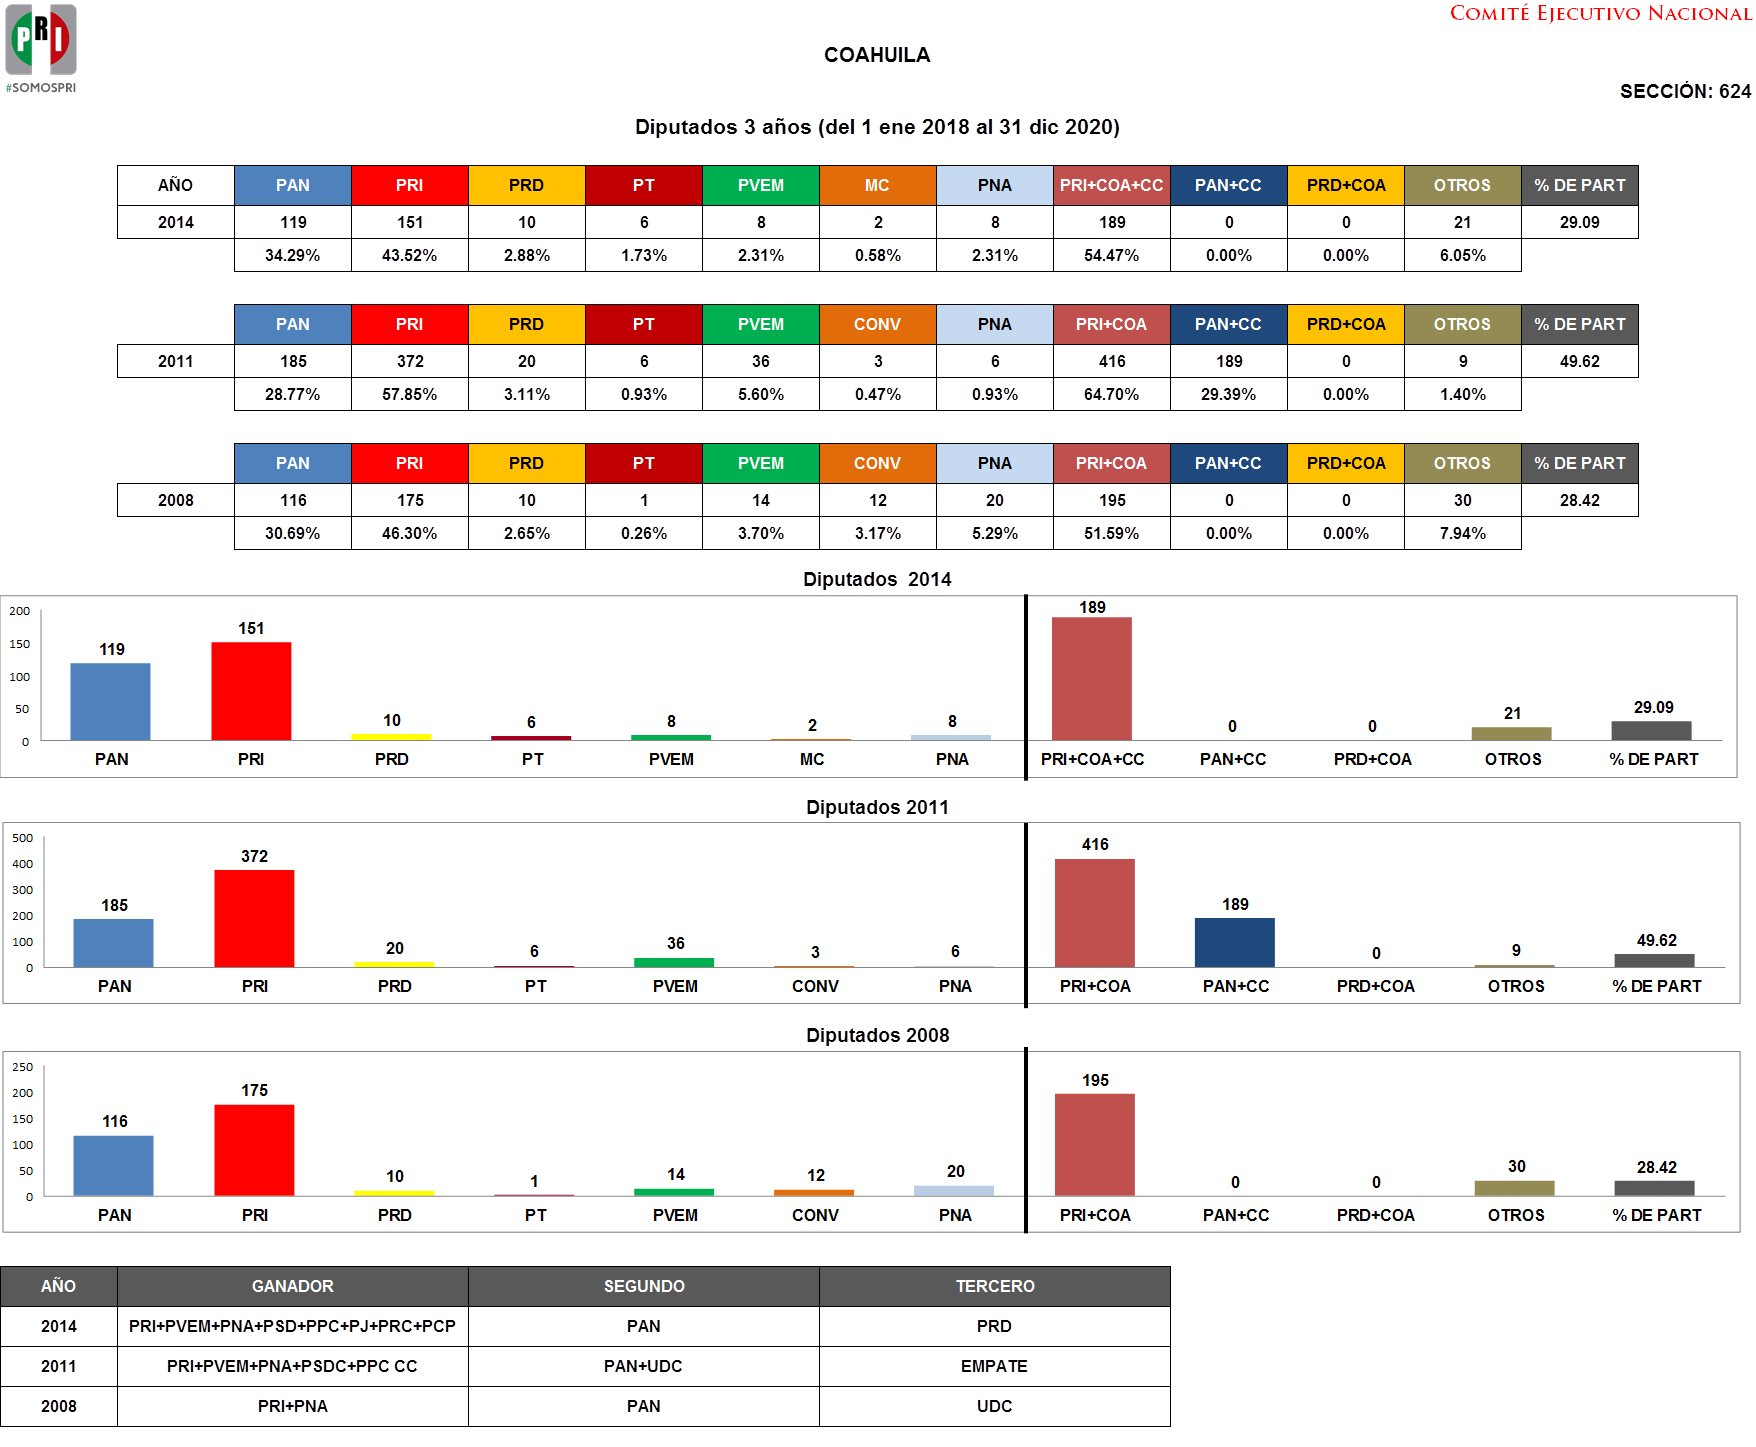 PRI
#SOMOSPRI
COMITÉ EJECUTIVO NACIONAL
COAHUILA
SECCIÓN: 624
Diputados 3 años (del 1 ene 2018 al 31 dic 2020)
AÑO PAN PRI PRD PT PVEM MC PNA PRI+COA+CC PAN+CC PRD+COA OTROS % DE PART
2014 119 151 10 6 8 2 8 189 0 0 21 29.09
34.29% 43.52% 2.88% 1.73% 2.31% 0.58% 2.31% 54.47% 0.00% 0.00% 6.05%
PAN PRI PRD PT PVEM CONV PNA PRI+COA PAN+CC PRD+COA OTROS % DE PART
2011 185 372 20 6 36 3 6 416 189 0 9 49.62
28.77% 57.85% 3.11% 0.93% 5.60% 0.47% 0.93% 64.70% 29.39% 0.00% 1.40%
PAN PRI PRD PT PVEM CONV PNA PRI+COA PAN+CC PRD+COA OTROS % DE PART
2008 116 175 10 1 14 12 20 195 0 0 30 28.42
30.69% 46.30% 2.65% 0.26% 3.70% 3.17% 5.29% 51.59% 0.00% 0.00% 7.94%
Diputados 2014
200
150
100
50
0
119 151 10 6 8 2 8 189 0 0 21 29.09
PAN PRI PRD PT PVEM MC PNA PRI+COA+CC PAN+CC PRD+COA OTROS % DE PART
Diputados 2011
500
400
300
200
100
0
185 372 20 6 36 3 6 416 189 0 9 49.62
PAN PRI PRD PT PVEM CONV PNA PRI+COA PAN+CC PRD+COA OTROS % DE PART
Diputados 2008
250
200
150
100
50
0
116 175 10 1 14 12 20 195 0 0 30 28.42
PAN PRI PRD PT PVEM CONV PNA PRI+COA PAN+CC PRD+COA OTROS % DE PART
AÑO GANADOR SEGUNDO TERCERO
2014 PRI+PVEM+PNA+PSD+PPC+PJ+PRC+PCP PAN PRD
2011 PRI+PVEM+PNA+PSDC+PPC CC PAN+UDC EMPATE
2008 PRI+PNA PAN UDC